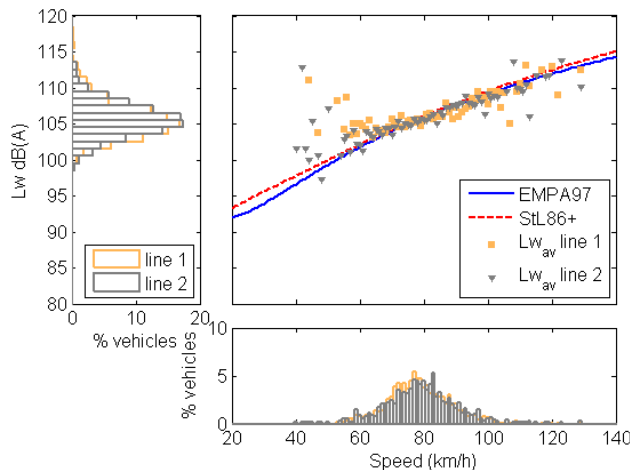 120
115
110
105
100
95
90
85
80
Lw dB(A)
0 10 20
% vehicles
line 1
line 2
EMPA97
StL86+
Lw_av line 1
Lw_av line 2
10
5
0
% vehicles
20 40 60 80 100 120 140
Speed (km/h)